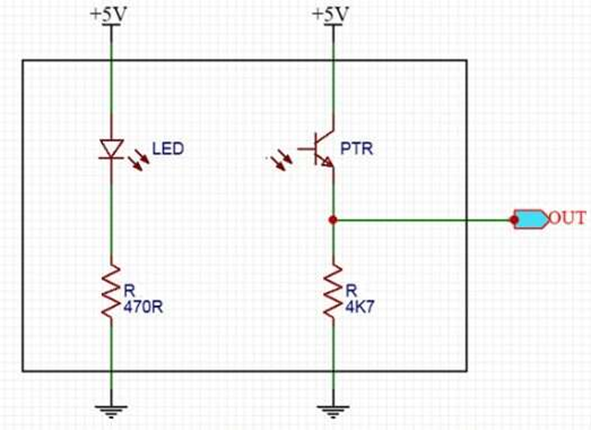 +5V +5V
LED PTR
OUT
R R
470R 4K7